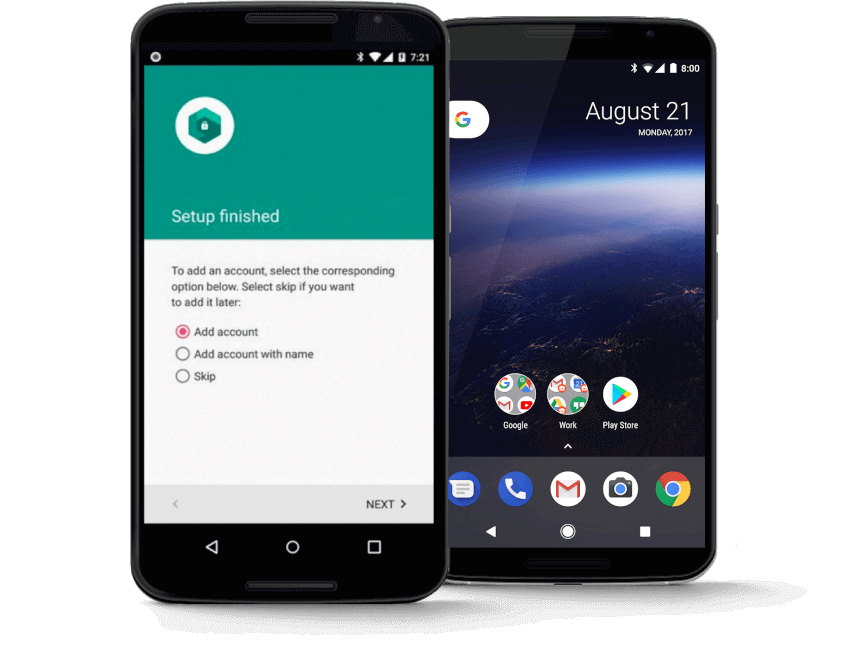 7:21
Setup finished
To add an account, select the corresponding
option below. Select skip if you want
to add it later:
Add account
Add account with name
Skip
NEXT
8:00
G
August 21
MONDAY, 2017
Google
Work
Play Store